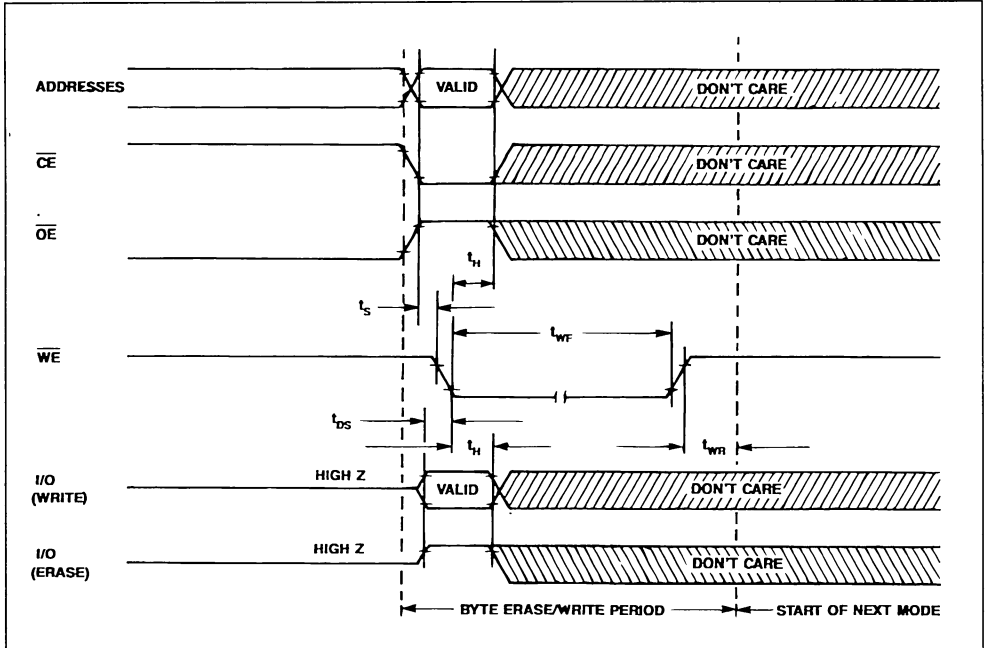 ADDRESSES
VALID
DON'T CARE
CE
DON'T CARE
OE
DON'T CARE
tH
tS
tWF
WE
tDS
tH
tWR
I/O
(WRITE)
HIGH Z
VALID
DON'T CARE
I/O
(ERASE)
HIGH Z
DON'T CARE
BYTE ERASE/WRITE PERIOD
START OF NEXT MODE